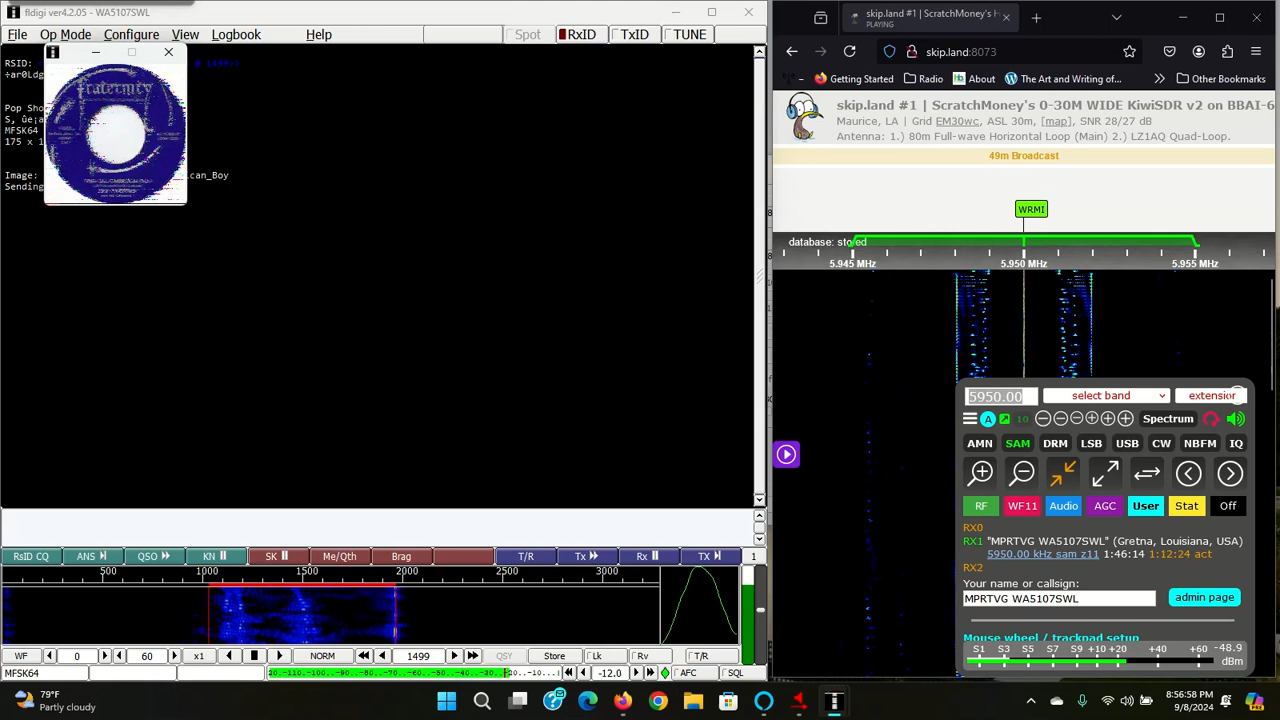 fldigi ver4.2.05 - WA5107SWL
File Op Mode Configure View Logbook Help
Spot RxID TxID TUNE
RSID:
Pop Sho
MFSK64
175 x 1
Image: ican_Boy
Sendin
fraternity
RsID CQ ANS QSO KN SK Me/Qth Brag T/R Tx Rx TX 1
500 1000 1500 2000 2500 3000
WF 0 60 x1 NORM 1499 QSY Store Lk Rv T/R
MFSK64 -12.0 AFC SQL
skip.land #1 | ScratchMoney's H
PLAYING
skip.land:8073
Getting Started Radio About The Art and Writing of... Other Bookmarks
skip.land #1 | ScratchMoney's 0-30M WIDE KiwiSDR v2 on BBAI-6
Maurice, LA | Grid EM30wc, ASL 30m, [map], SNR 28/27 dB
Antenna: 1.) 80m Full-wave Horizontal Loop (Main) 2.) LZ1AQ Quad-Loop.
49m Broadcast
WRMI
database: stored
5.945 MHz 5.950 MHz 5.955 MHz
5950.00 select band extension
A 10 Spectrum
AMN SAM DRM LSB USB CW NBFM IQ
RF WF11 Audio AGC User Stat Off
RX0
RX1 "MPRTVG WA5107SWL" (Gretna, Louisiana, USA)
5950.00 kHz sam z11 1:46:14 1:12:24 act
RX2
Your name or callsign:
MPRTVG WA5107SWL admin page
Mouse wheel / trackpad setup
S1 S3 S5 S7 S9 +10 +20 +40 +60 -48.9
dBm
79°F
Partly cloudy
8:56:58 PM
9/8/2024